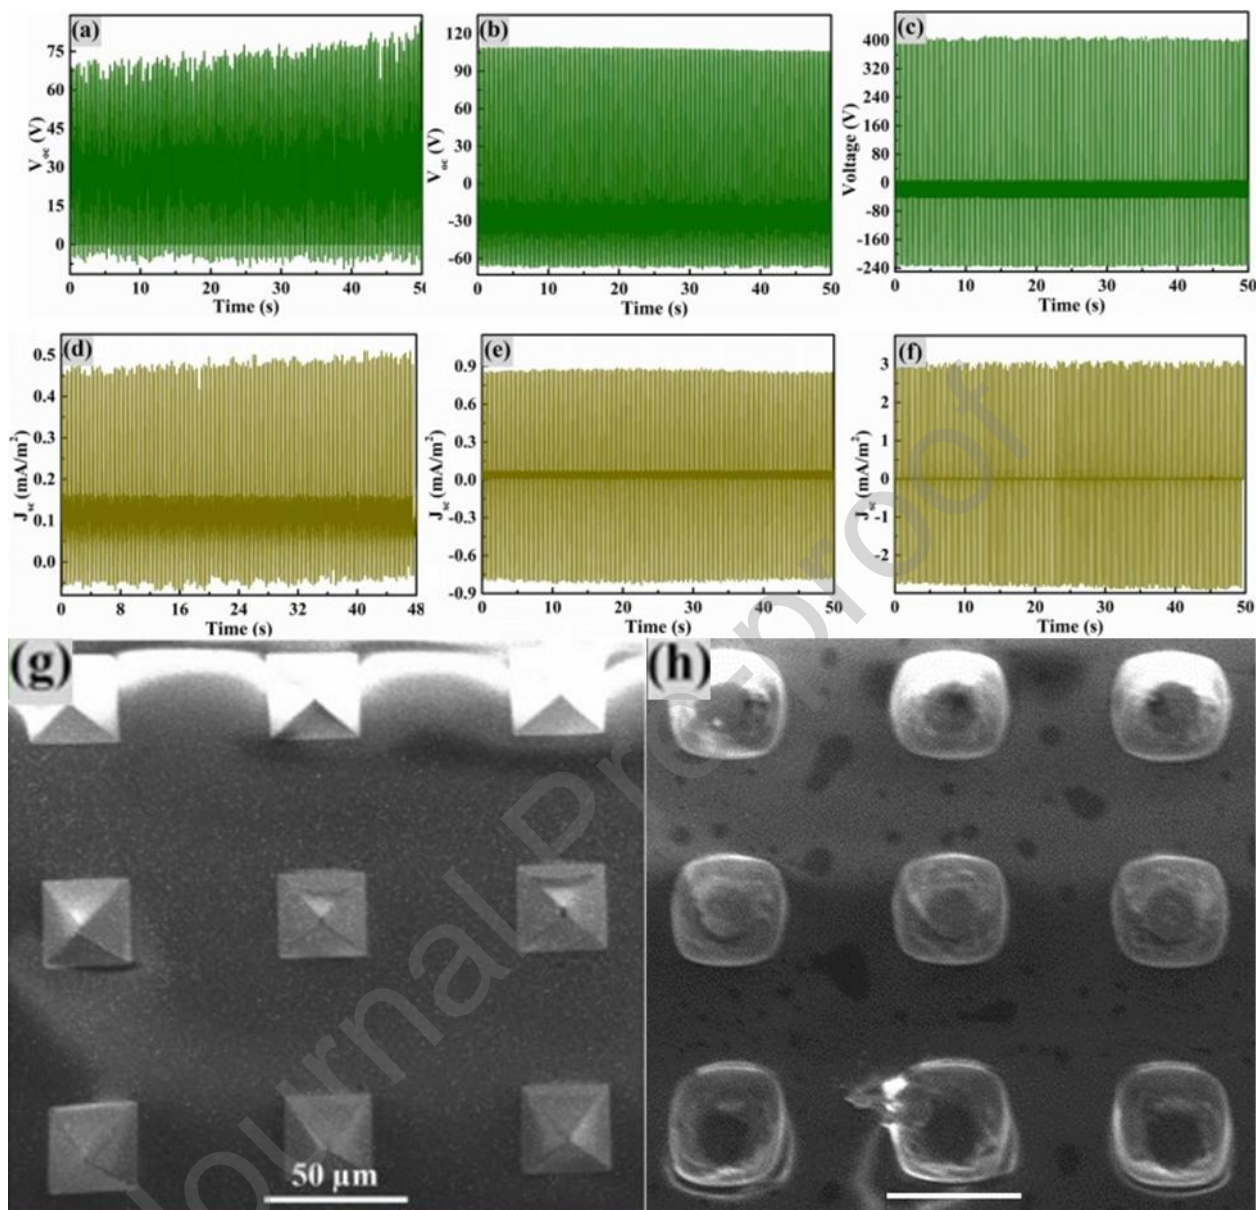 (a)
75
60
45
30
15
0
V_oc (V)
0 10 20 30 40 50
Time (s)
(b)
120
90
60
30
0
-30
-60
V_oc (V)
0 10 20 30 40 50
Time (s)
(c)
400
320
240
160
80
0
-80
-160
-240
Voltage (V)
0 10 20 30 40 50
Time (s)
(d)
0.5
0.4
0.3
0.2
0.1
0.0
J_sc (mA/m²)
0 8 16 24 32 40 48
Time (s)
(e)
0.9
0.6
0.3
0.0
-0.3
-0.6
-0.9
J_sc (mA/m²)
0 10 20 30 40 50
Time (s)
(f)
3
2
1
0
-1
-2
J_sc (mA/m²)
0 10 20 30 40 50
Time (s)
(g)
50 µm
(h)
Journal Pre-proof